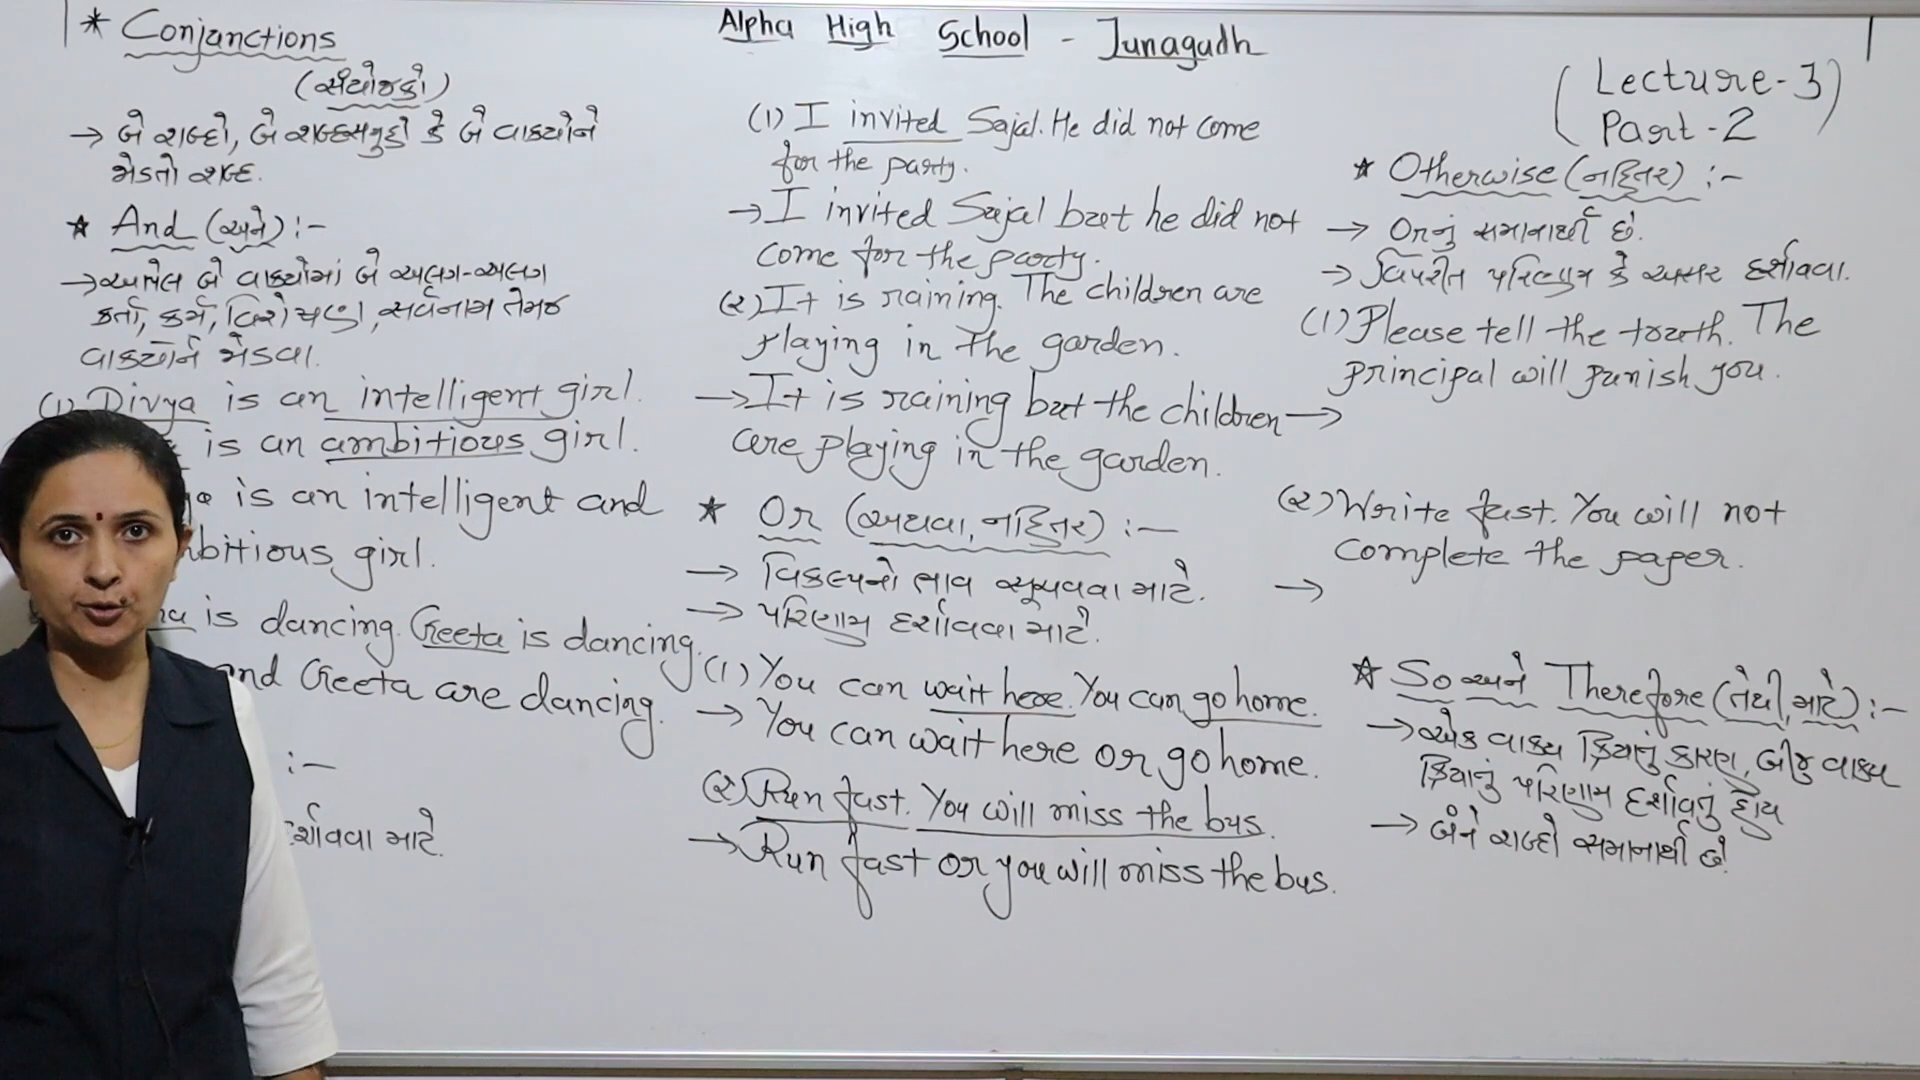 * Conjunctions
(સંયોજકો)
→ બે શબ્દો, બે શબ્દસમુહો કે બે વાક્યોને
જોડતો શબ્દ.
* And (અને) :-
→ આપેલ બે વાક્યોમાં બે અલગ-અલગ
કર્તા, કર્મ, વિશેષણ, સર્વનામ તેમજ
વાક્યોને જોડવા.
(1) Divya is an intelligent girl.
is an ambitious girl.
is an intelligent and
girl.
is dancing. Geeta is dancing.
and Geeta are dancing.
:-
દર્શાવવા માટે.
Alpha High School - Junagadh
(1) I invited Sajal. He did not come
for the party.
→ I invited Sajal but he did not
come for the party.
(૨) It is raining. The children are
playing in the garden.
→ It is raining but the children
are playing in the garden.
* Or (અથવા, નહિતર) :-
→ વિકલ્પનો ભાવ સૂચવવા માટે.
→ પરિણામ દર્શાવવા માટે.
(1) You can wait here. You can go home.
→ You can wait here or go home.
(૨) Run fast. You will miss the bus.
→ Run fast or you will miss the bus.
(Lecture-3
Part-2)
* Otherwise (નહિતર) :-
→ Orનું સમાનાર્થી છે.
→ વિપરીત પરિણામ કે અસર દર્શાવવા.
(1) Please tell the truth. The
principal will punish you.
→
(૨) Write fast. You will not
complete the paper.
→
* So અને Therefore (તેથી, માટે) :-
→ એક વાક્ય ક્રિયાનું કારણ, બીજુ વાક્ય
ક્રિયાનું પરિણામ દર્શાવતું હોય
→ બંને શબ્દો સમાનાર્થી છે.